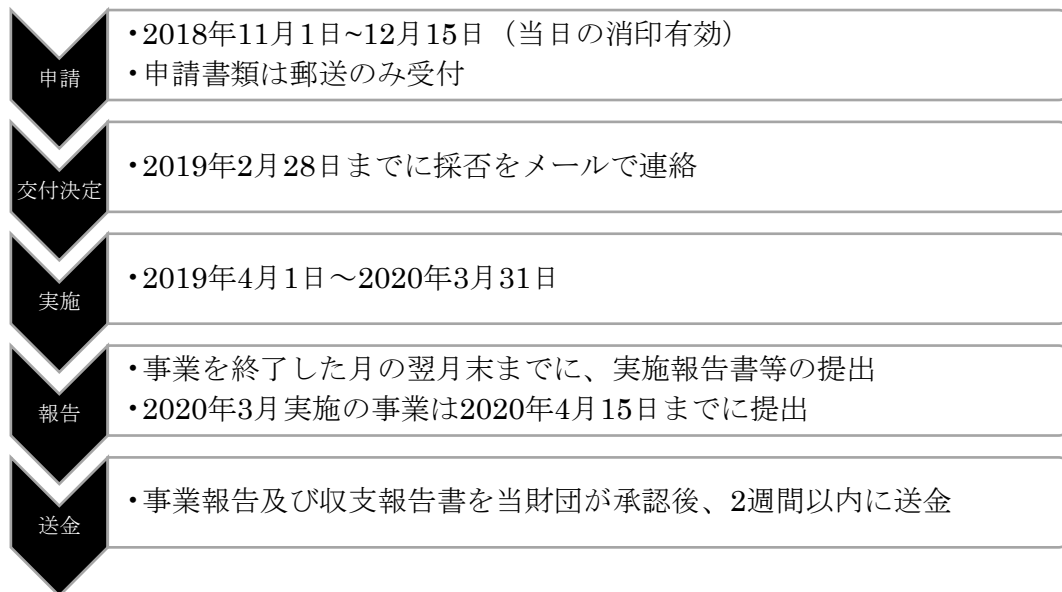 申請
・2018年11月1日~12月15日（当日の消印有効）
・申請書類は郵送のみ受付
交付決定
・2019年2月28日までに採否をメールで連絡
実施
・2019年4月1日～2020年3月31日
報告
・事業を終了した月の翌月末までに、実施報告書等の提出
・2020年3月実施の事業は2020年4月15日までに提出
送金
・事業報告及び収支報告書を当財団が承認後、2週間以内に送金